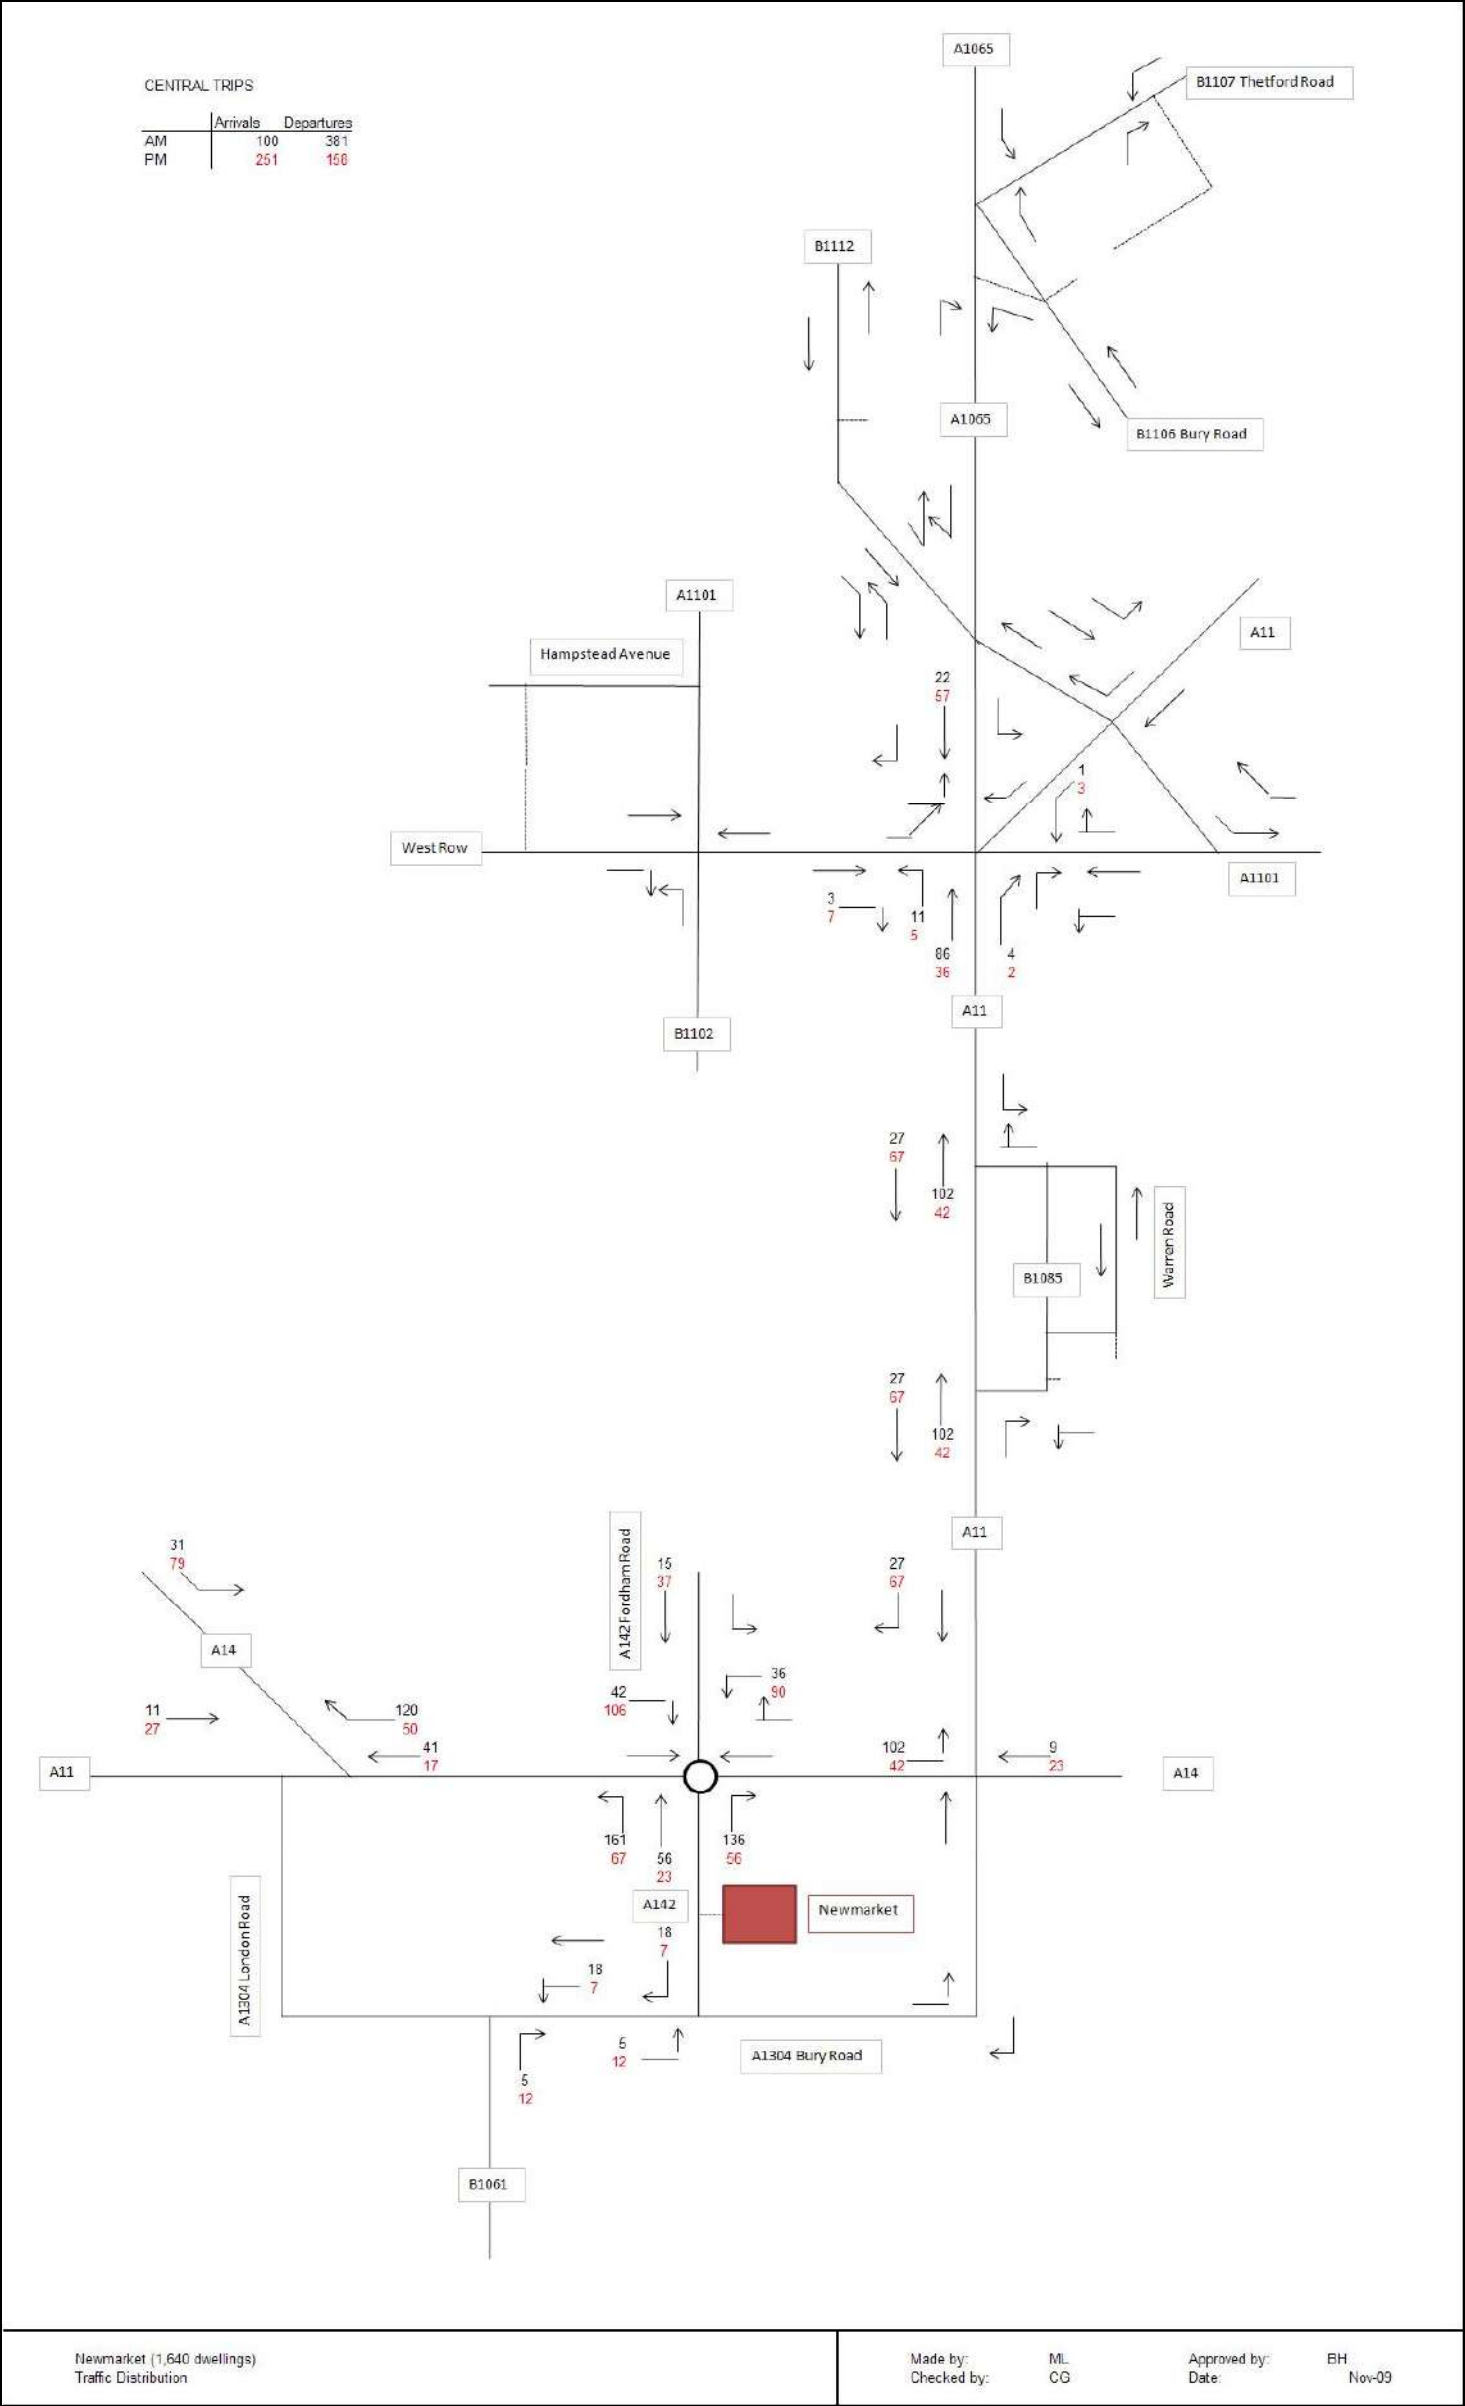 A1065
CENTRAL TRIPS
B1107 Thetford Road
Arrivals Departures
AM 100 381
PM 251 158
B1112
A1065
B1106 Bury Road
A1101
A11
Hampstead Avenue
22
57
1
3
West Row
A1101
3
7
11
5
86
36
4
2
A11
B1102
27
67
102
42
Warren Road
B1085
27
67
102
42
A11
31
79
A142 Fordham Road
15
37
27
67
A14
36
90
42
106
11
27
120
50
41
17
102
42
9
23
A11
A14
161
67
56
23
136
56
A1304 London Road
A142
Newmarket
18
7
18
7
5
12
A1304 Bury Road
5
12
B1061
Newmarket (1,640 dwellings)
Traffic Distribution
Made by: ML Approved by: BH
Checked by: CG Date: Nov-09